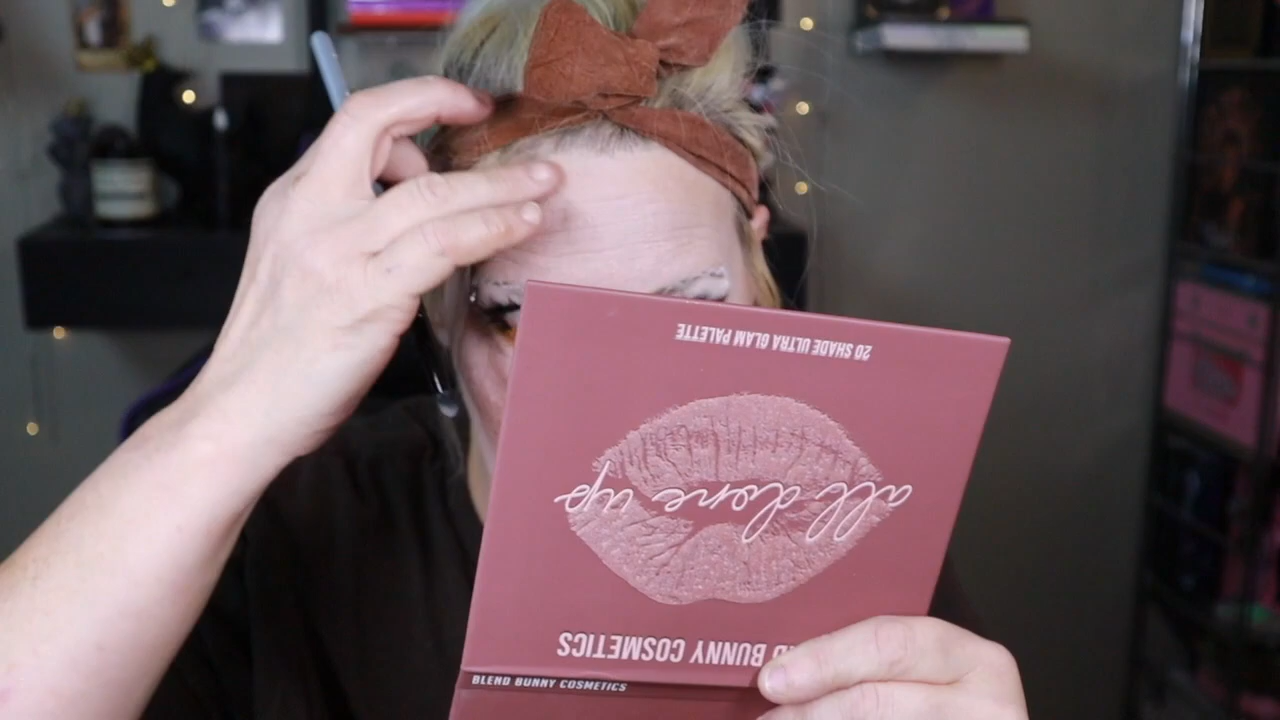 20 SHADE ULTRA GLAM PALETTE
all done up
BUNNY COSMETICS
BLEND BUNNY COSMETICS